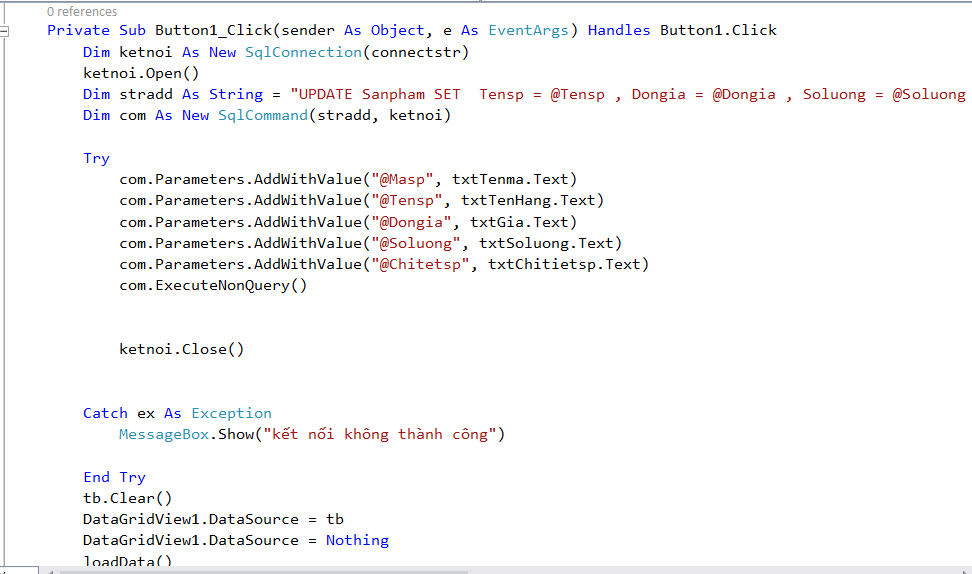 0 references
Private Sub Button1_Click(sender As Object, e As EventArgs) Handles Button1.Click
Dim ketnoi As New SqlConnection(connectstr)
ketnoi.Open()
Dim stradd As String = "UPDATE Sanpham SET  Tensp = @Tensp , Dongia = @Dongia , Soluong = @Soluong
Dim com As New SqlCommand(stradd, ketnoi)
Try
com.Parameters.AddWithValue("@Masp", txtTenma.Text)
com.Parameters.AddWithValue("@Tensp", txtTenHang.Text)
com.Parameters.AddWithValue("@Dongia", txtGia.Text)
com.Parameters.AddWithValue("@Soluong", txtSoluong.Text)
com.Parameters.AddWithValue("@Chitetsp", txtChitietsp.Text)
com.ExecuteNonQuery()
ketnoi.Close()
Catch ex As Exception
MessageBox.Show("kết nối không thành công")
End Try
tb.Clear()
DataGridView1.DataSource = tb
DataGridView1.DataSource = Nothing
loadData()